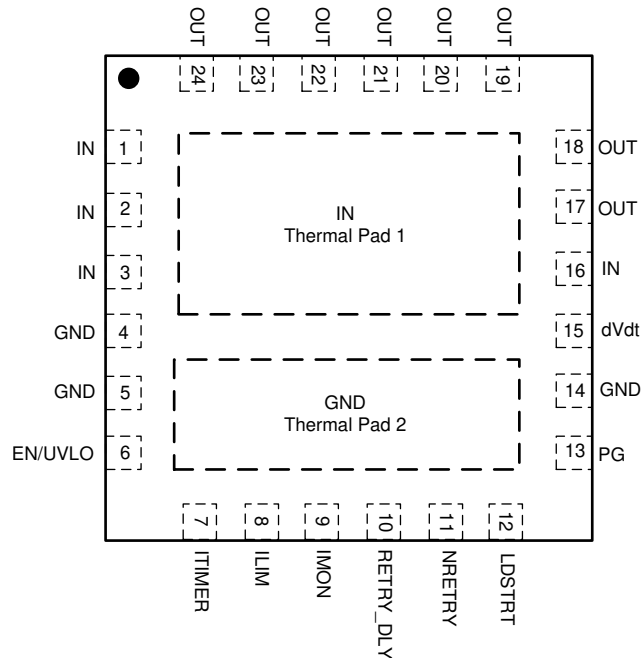 OUT
OUT
OUT
OUT
OUT
OUT
24
23
22
21
20
19
IN 1
18 OUT
IN 2
17 OUT
IN 3
16 IN
GND 4
15 dVdt
GND 5
14 GND
EN/UVLO 6
13 PG
IN
Thermal Pad 1
GND
Thermal Pad 2
7
8
9
10
11
12
ITIMER
ILIM
IMON
RETRY_DLY
NRETRY
LDSTRT